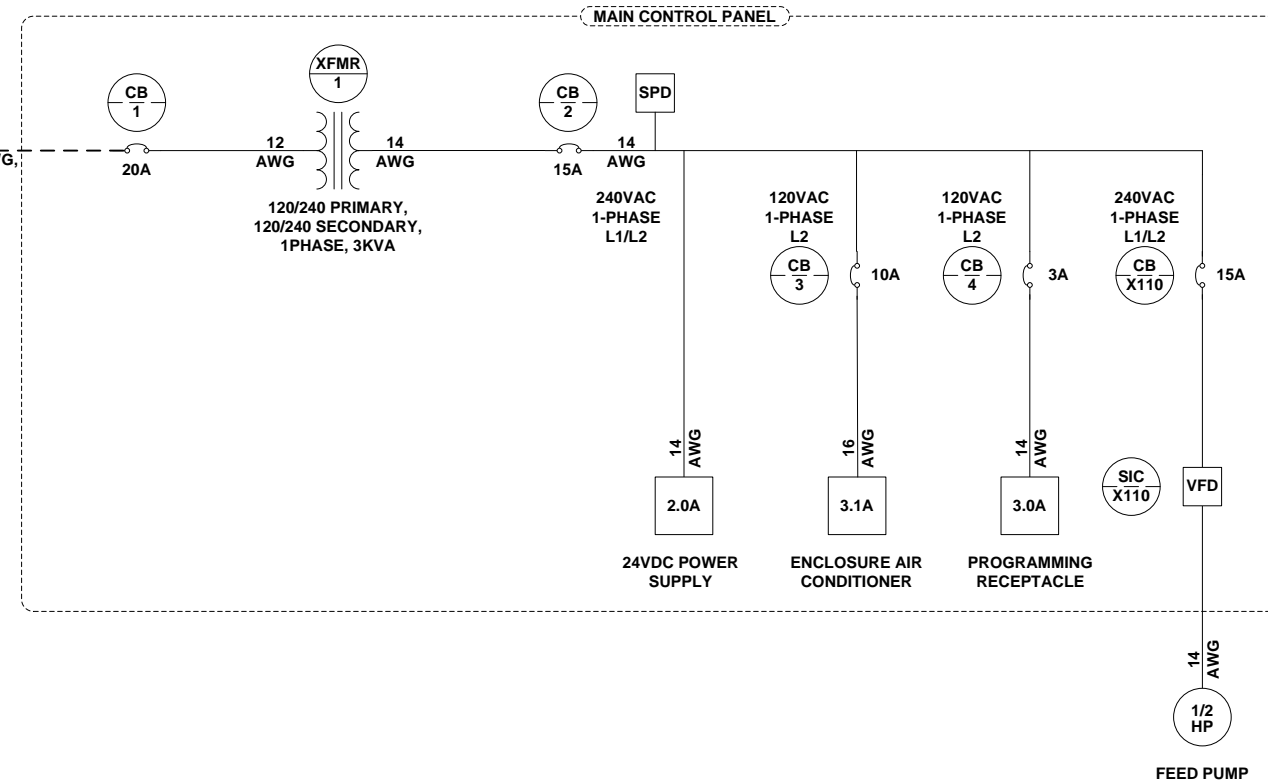 MAIN CONTROL PANEL
XFMR
1
CB
1
CB
2
SPD
G,
20A
12
AWG
14
AWG
15A
14
AWG
120/240 PRIMARY,
120/240 SECONDARY,
1PHASE, 3KVA
240VAC
1-PHASE
L1/L2
120VAC
1-PHASE
L2
120VAC
1-PHASE
L2
240VAC
1-PHASE
L1/L2
CB
3
10A
CB
4
3A
CB
X110
15A
14
AWG
16
AWG
14
AWG
2.0A
3.1A
3.0A
SIC
X110
VFD
24VDC POWER
SUPPLY
ENCLOSURE AIR
CONDITIONER
PROGRAMMING
RECEPTACLE
14
AWG
1/2
HP
FEED PUMP